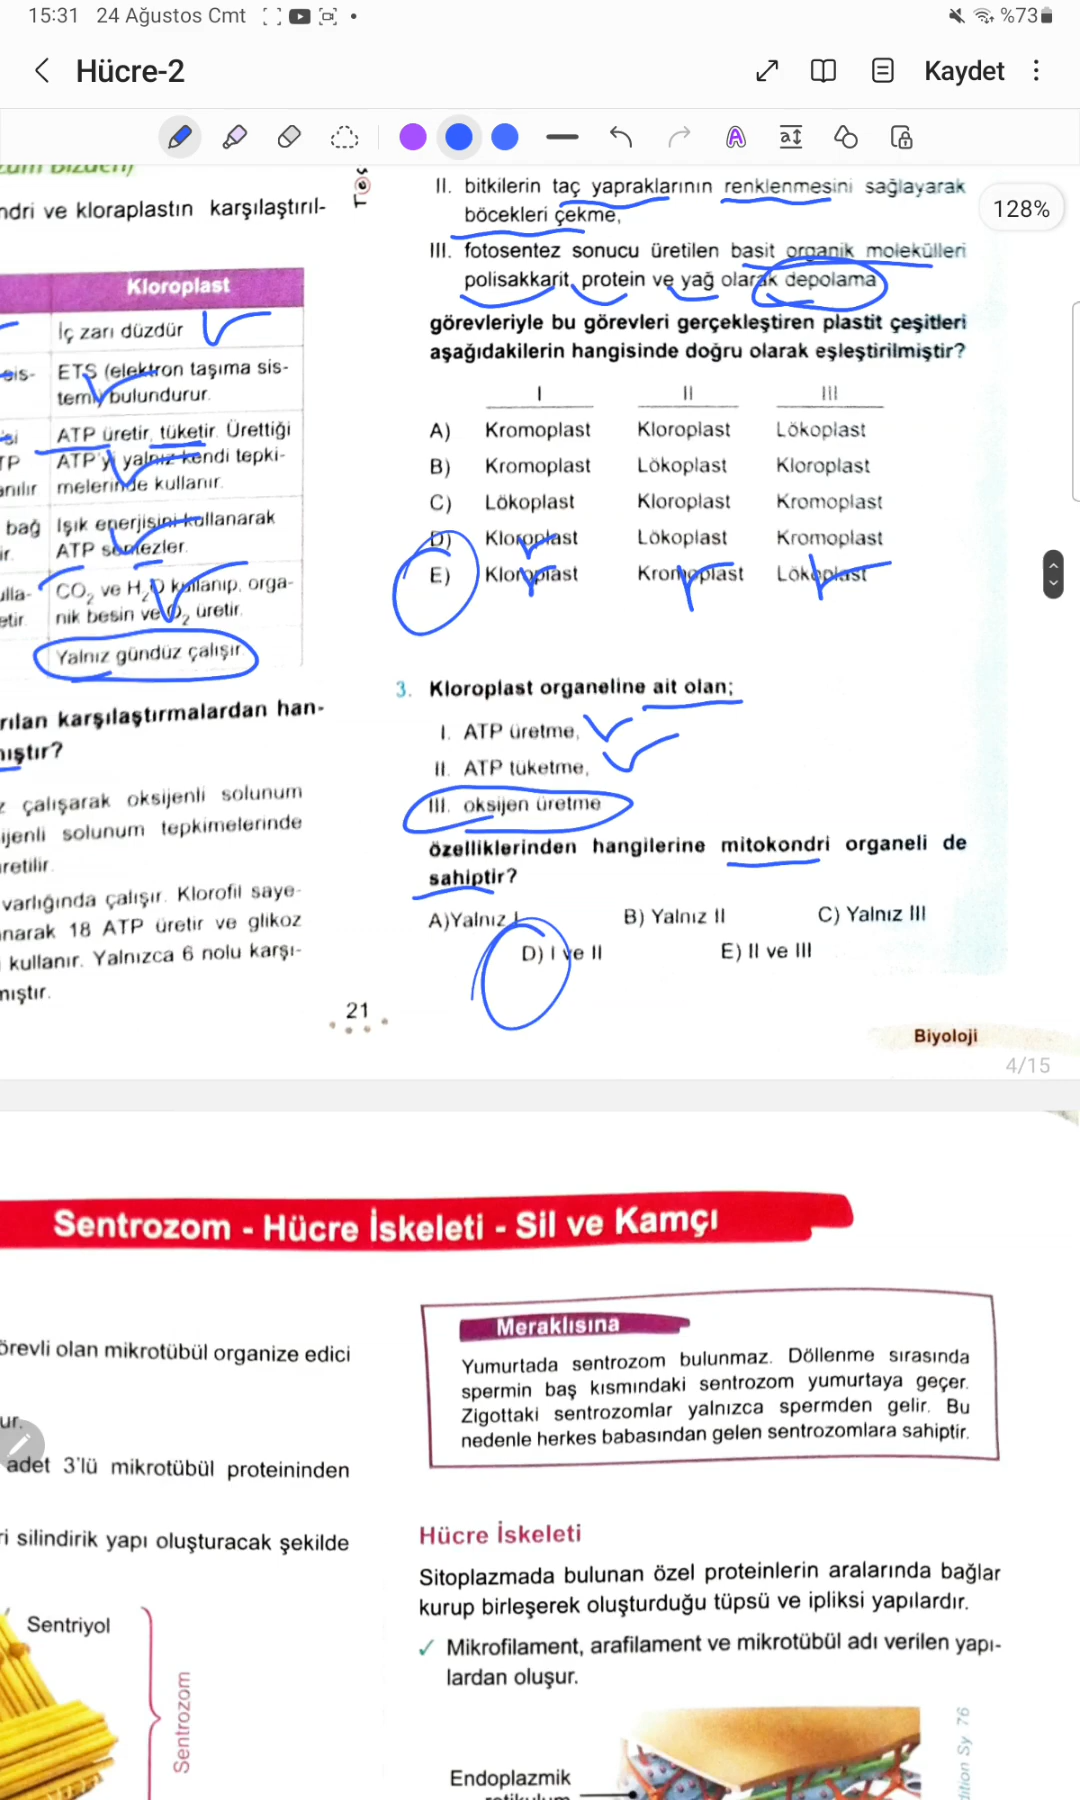 15:31 24 Ağustos Cmt
%73
Hücre-2
Kaydet
128%
ndri ve kloraplastın karşılaştırıl-
Kloroplast
İç zarı düzdür
sis-
ETS (elektron taşıma sis-
temi) bulundurur.
ATP üretir, tüketir. Ürettiği
ATP'yi yalnız kendi tepki-
anılır
melerinde kullanır.
bağ
Işık enerjisini kullanarak
ir.
ATP sentezler.
ulla-
CO2 ve H2O kullanıp, orga-
etir.
nik besin ve O2 üretir.
Yalnız gündüz çalışır
rılan karşılaştırmalardan han-
mıştır?
z çalışarak oksijenli solunum
ijenli solunum tepkimelerinde
retilir.
varlığında çalışır. Klorofil saye-
narak 18 ATP üretir ve glikoz
kullanır. Yalnızca 6 nolu karşı-
mıştır.
II. bitkilerin taç yapraklarının renklenmesini sağlayarak
böcekleri çekme,
III. fotosentez sonucu üretilen basit organik molekülleri
polisakkarit, protein ve yağ olarak depolama
görevleriyle bu görevleri gerçekleştiren plastit çeşitleri
aşağıdakilerin hangisinde doğru olarak eşleştirilmiştir?
I II III
A) Kromoplast Kloroplast Lökoplast
B) Kromoplast Lökoplast Kloroplast
C) Lökoplast Kloroplast Kromoplast
D) Kloroplast Lökoplast Kromoplast
E) Kloroplast Kromoplast Lökoplast
3. Kloroplast organeline ait olan;
I. ATP üretme,
II. ATP tüketme,
III. oksijen üretme
özelliklerinden hangilerine mitokondri organeli de
sahiptir?
A)Yalnız I B) Yalnız II C) Yalnız III
D) I ve II E) II ve III
21
Biyoloji
4/15
Sentrozom - Hücre İskeleti - Sil ve Kamçı
örevli olan mikrotübül organize edici
ur.
adet 3'lü mikrotübül proteininden
ri silindirik yapı oluşturacak şekilde
Sentriyol
Sentrozom
Meraklısına
Yumurtada sentrozom bulunmaz. Döllenme sırasında
spermin baş kısmındaki sentrozom yumurtaya geçer.
Zigottaki sentrozomlar yalnızca spermden gelir. Bu
nedenle herkes babasından gelen sentrozomlara sahiptir.
Hücre İskeleti
Sitoplazmada bulunan özel proteinlerin aralarında bağlar
kurup birleşerek oluşturduğu tüpsü ve ipliksi yapılardır.
✓ Mikrofilament, arafilament ve mikrotübül adı verilen yapı-
lardan oluşur.
Endoplazmik